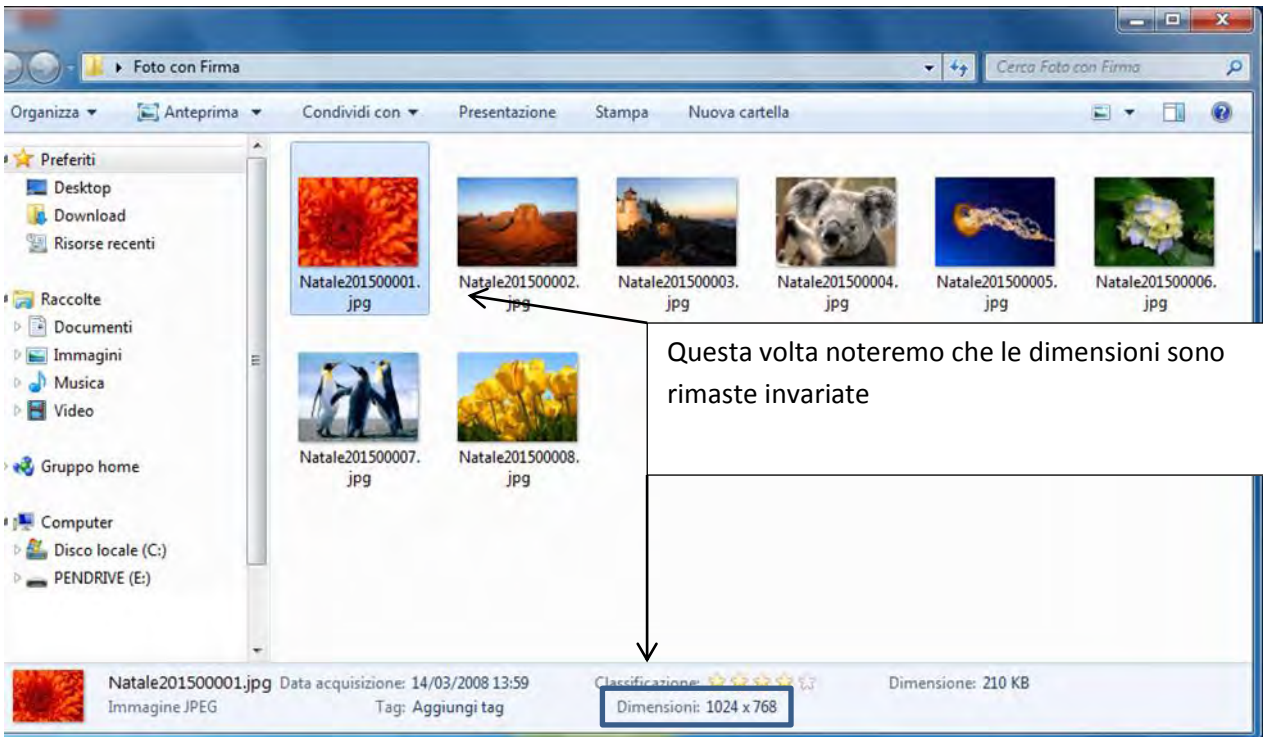 Foto con Firma
Cerca Foto con Firma
Organizza
Anteprima
Condividi con
Presentazione
Stampa
Nuova cartella
Preferiti
Desktop
Download
Risorse recenti
Raccolte
Documenti
Immagini
Musica
Video
Gruppo home
Computer
Disco locale (C:)
PENDRIVE (E:)
Natale201500001.
jpg
Natale201500002.
jpg
Natale201500003.
jpg
Natale201500004.
jpg
Natale201500005.
jpg
Natale201500006.
jpg
Questa volta noteremo che le dimensioni sono
rimaste invariate
Natale201500007.
jpg
Natale201500008.
jpg
Natale201500001.jpg Data acquisizione: 14/03/2008 13:59 Classificazione: Dimensione: 210 KB
Immagine JPEG Tag: Aggiungi tag Dimensioni: 1024 x 768